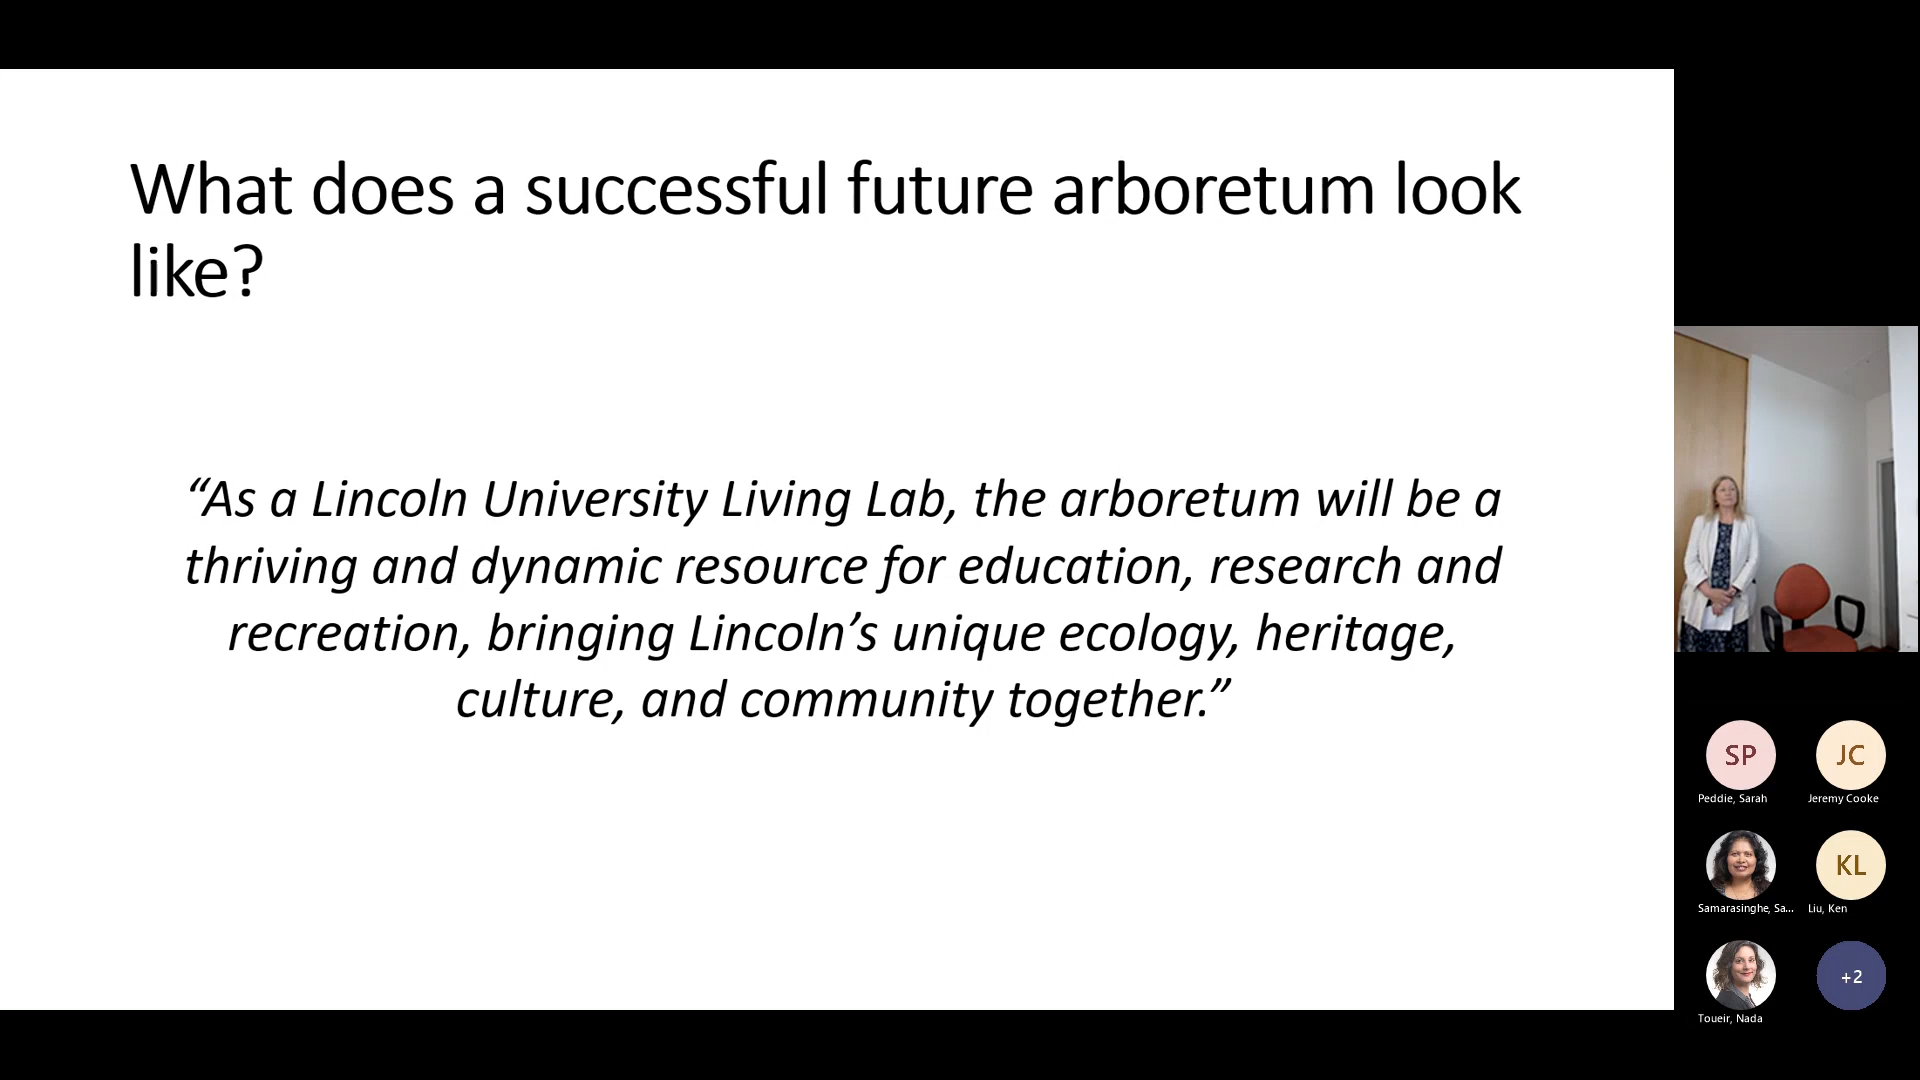 What does a successful future arboretum look
like?
“As a Lincoln University Living Lab, the arboretum will be a
thriving and dynamic resource for education, research and
recreation, bringing Lincoln’s unique ecology, heritage,
culture, and community together.”
SP
JC
Peddie, Sarah
Jeremy Cooke
KL
Samarasinghe, Sa...
Liu, Ken
+2
Toueir, Nada